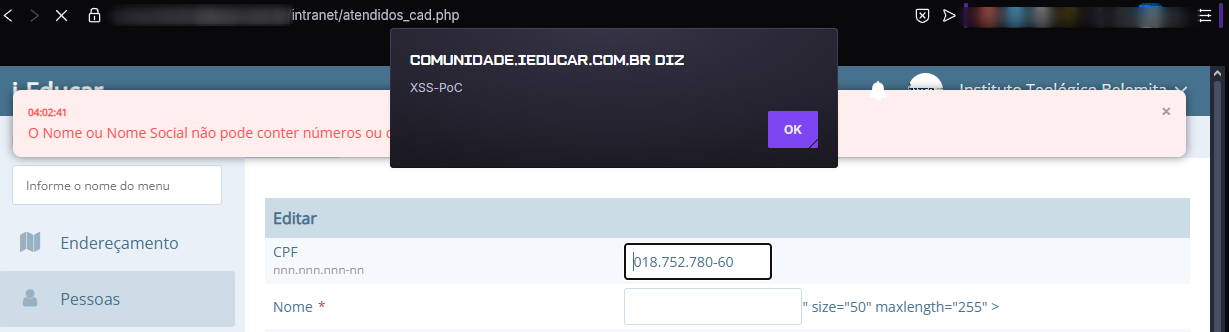 /intranet/atendidos_cad.php
COMUNIDADE.IEDUCAR.COM.BR DIZ
XSS-PoC
OK
i-Educar
Instituto Teológico Belemita
04:02:41
O Nome ou Nome Social não pode conter números ou
×
Informe o nome do menu
Endereçamento
Pessoas
Editar
CPF
nnn.nnn.nnn-nn
018.752.780-60
Nome *
" size="50" maxlength="255" >